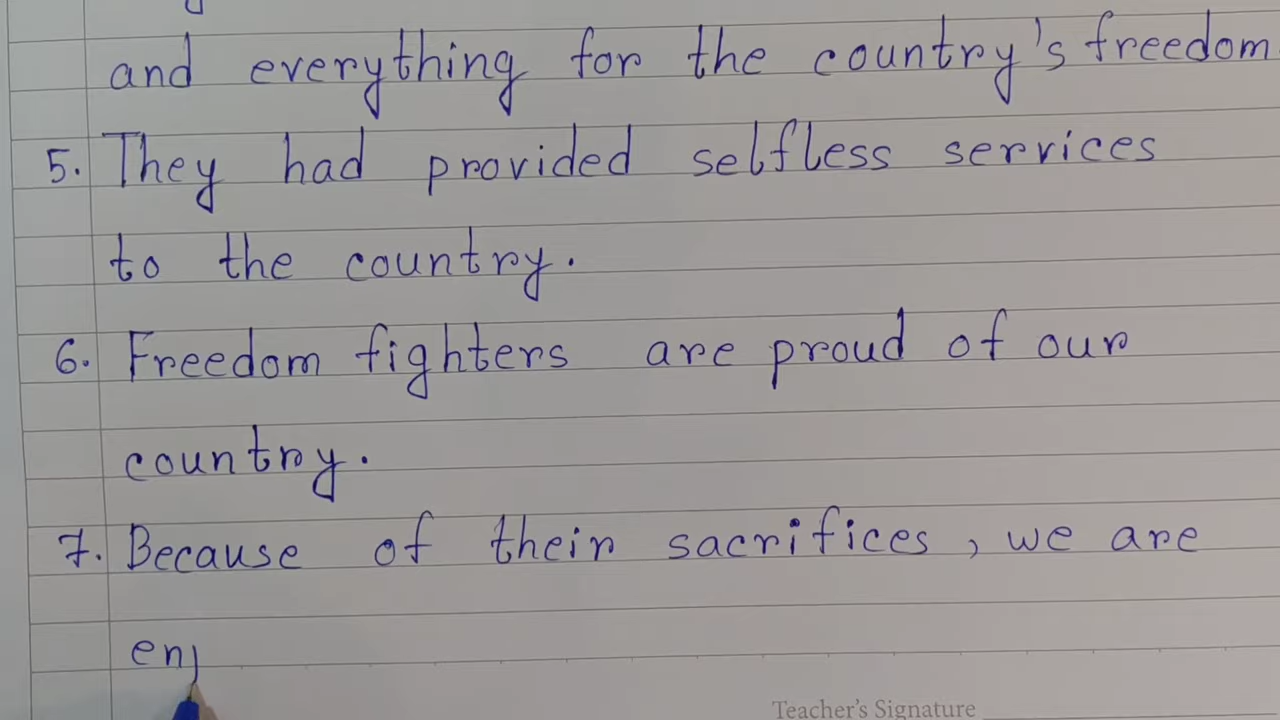 and everything for the country's freedom
5. They had provided selfless services
to the country.
6. Freedom fighters are proud of our
country.
7. Because of their sacrifices, we are
enj
Teacher's Signature